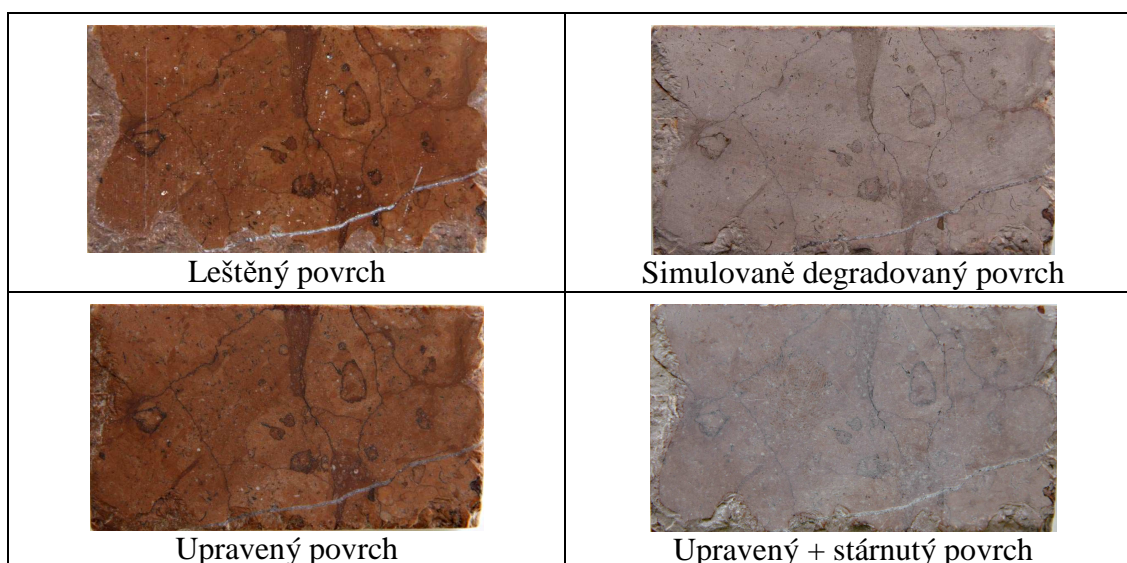 Leštěný povrch
Simulovaně degradovaný povrch
Upravený povrch
Upravený + stárnutý povrch